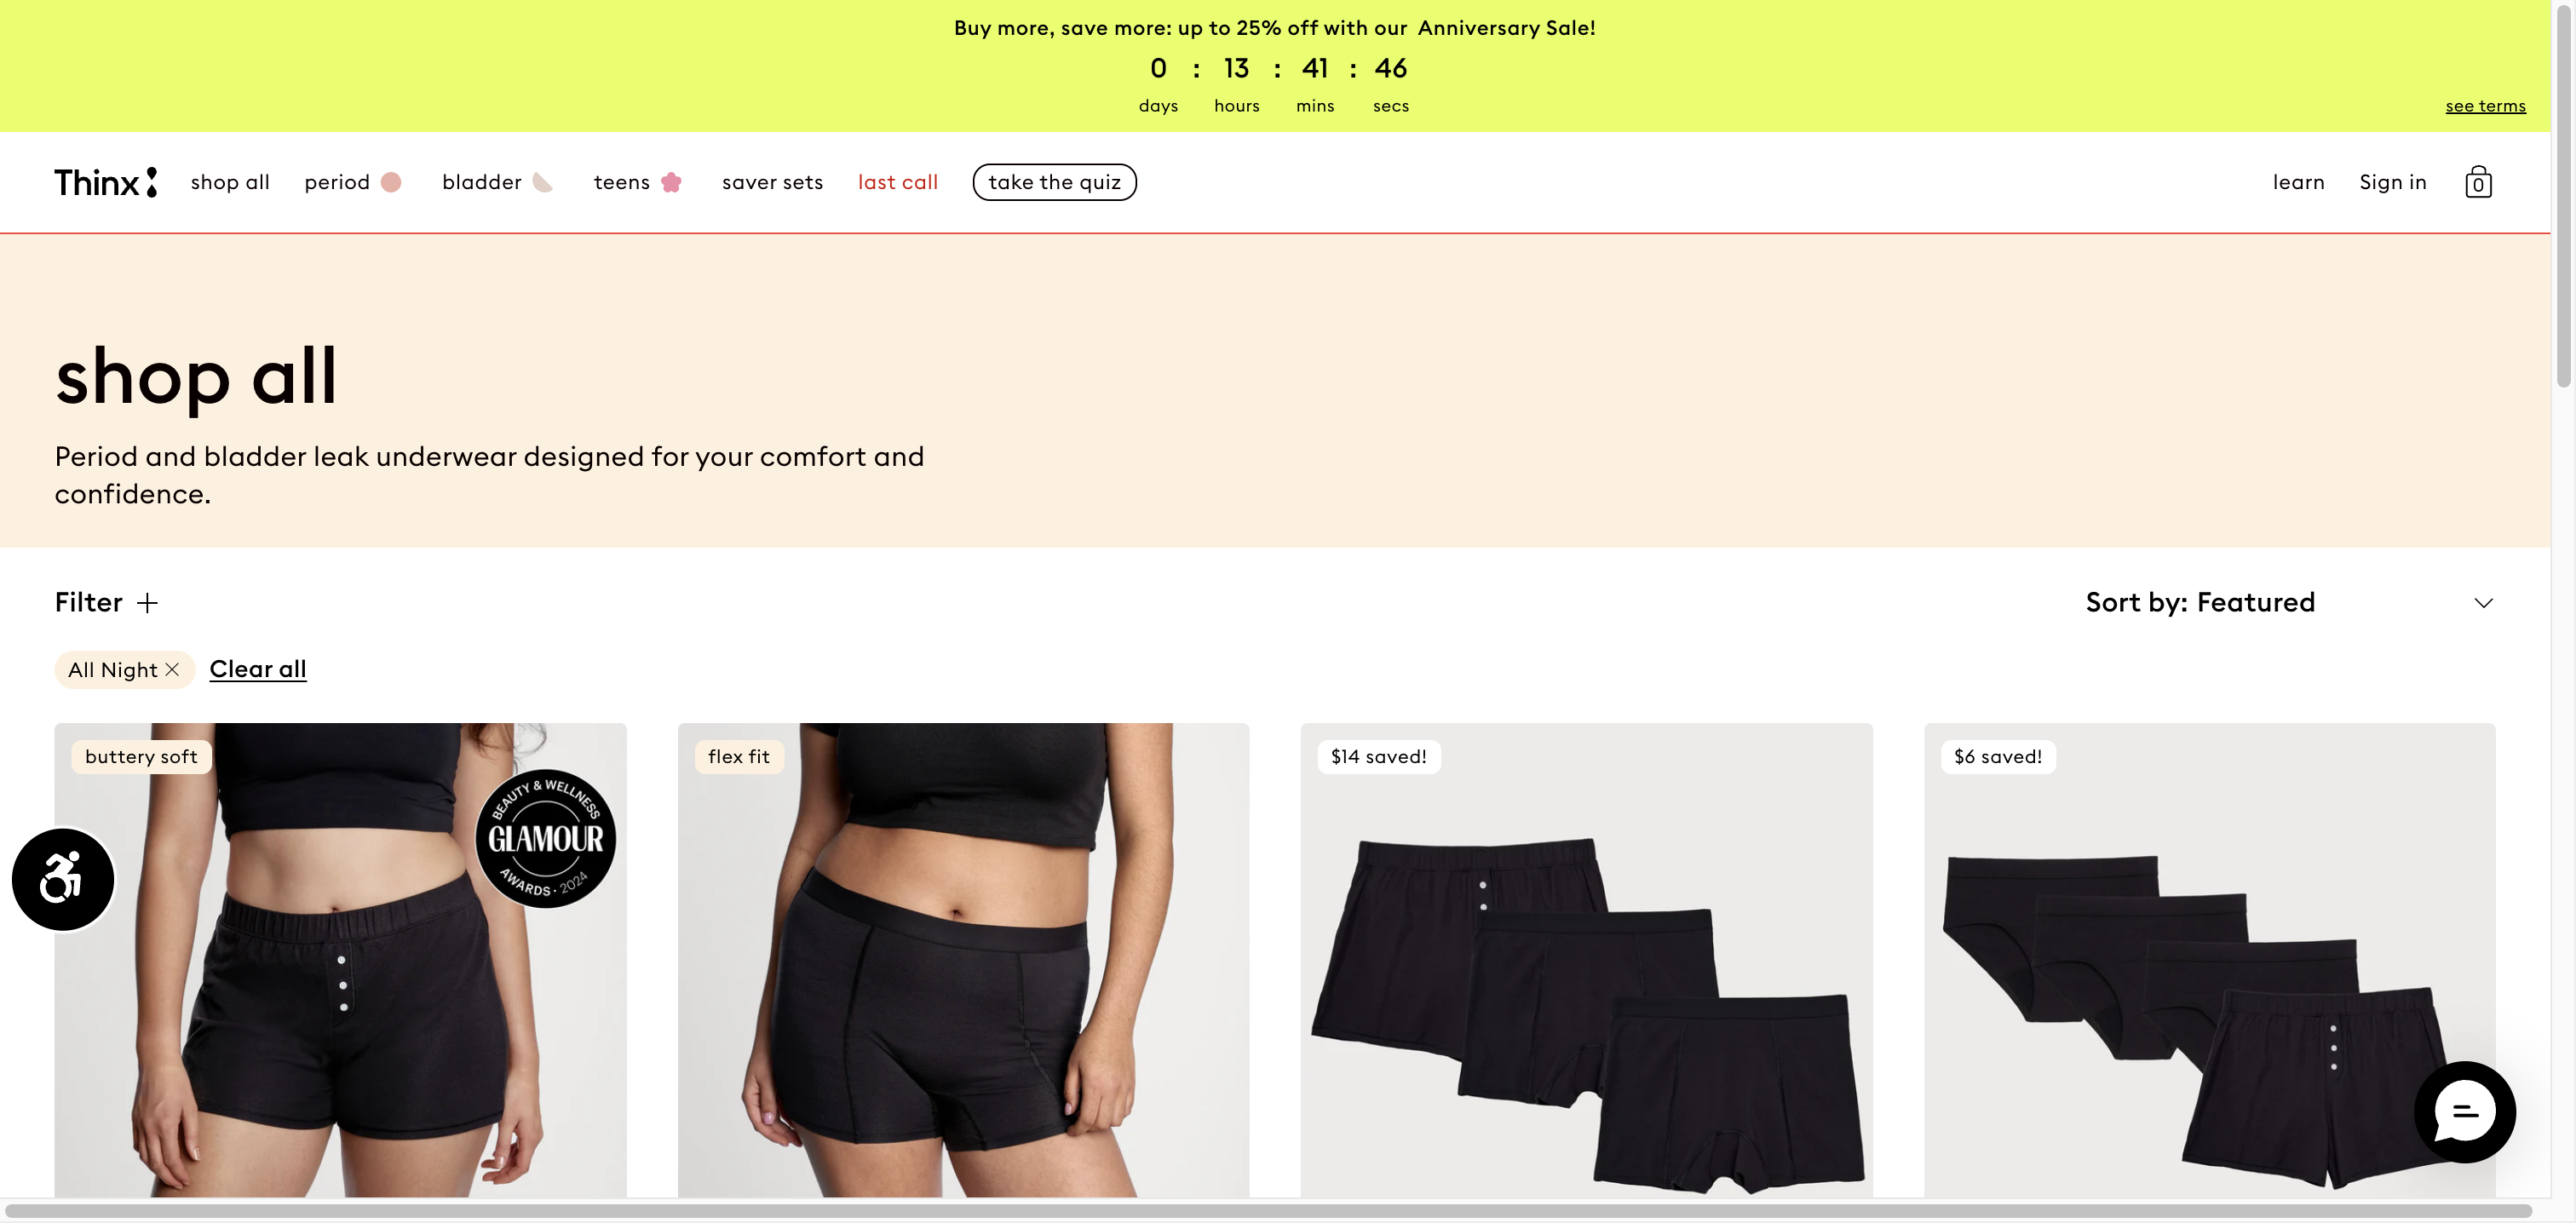 Buy more, save more: up to 25% off with our Anniversary Sale!
0 : 13 : 41 : 46
days hours mins secs
see terms
Thinx shop all period bladder teens saver sets last call take the quiz learn Sign in 0
shop all
Period and bladder leak underwear designed for your comfort and
confidence.
Filter
Sort by: Featured
All Night Clear all
buttery soft
BEAUTY & WELLNESS
GLAMOUR
AWARDS · 2024
flex fit
$14 saved!
$6 saved!